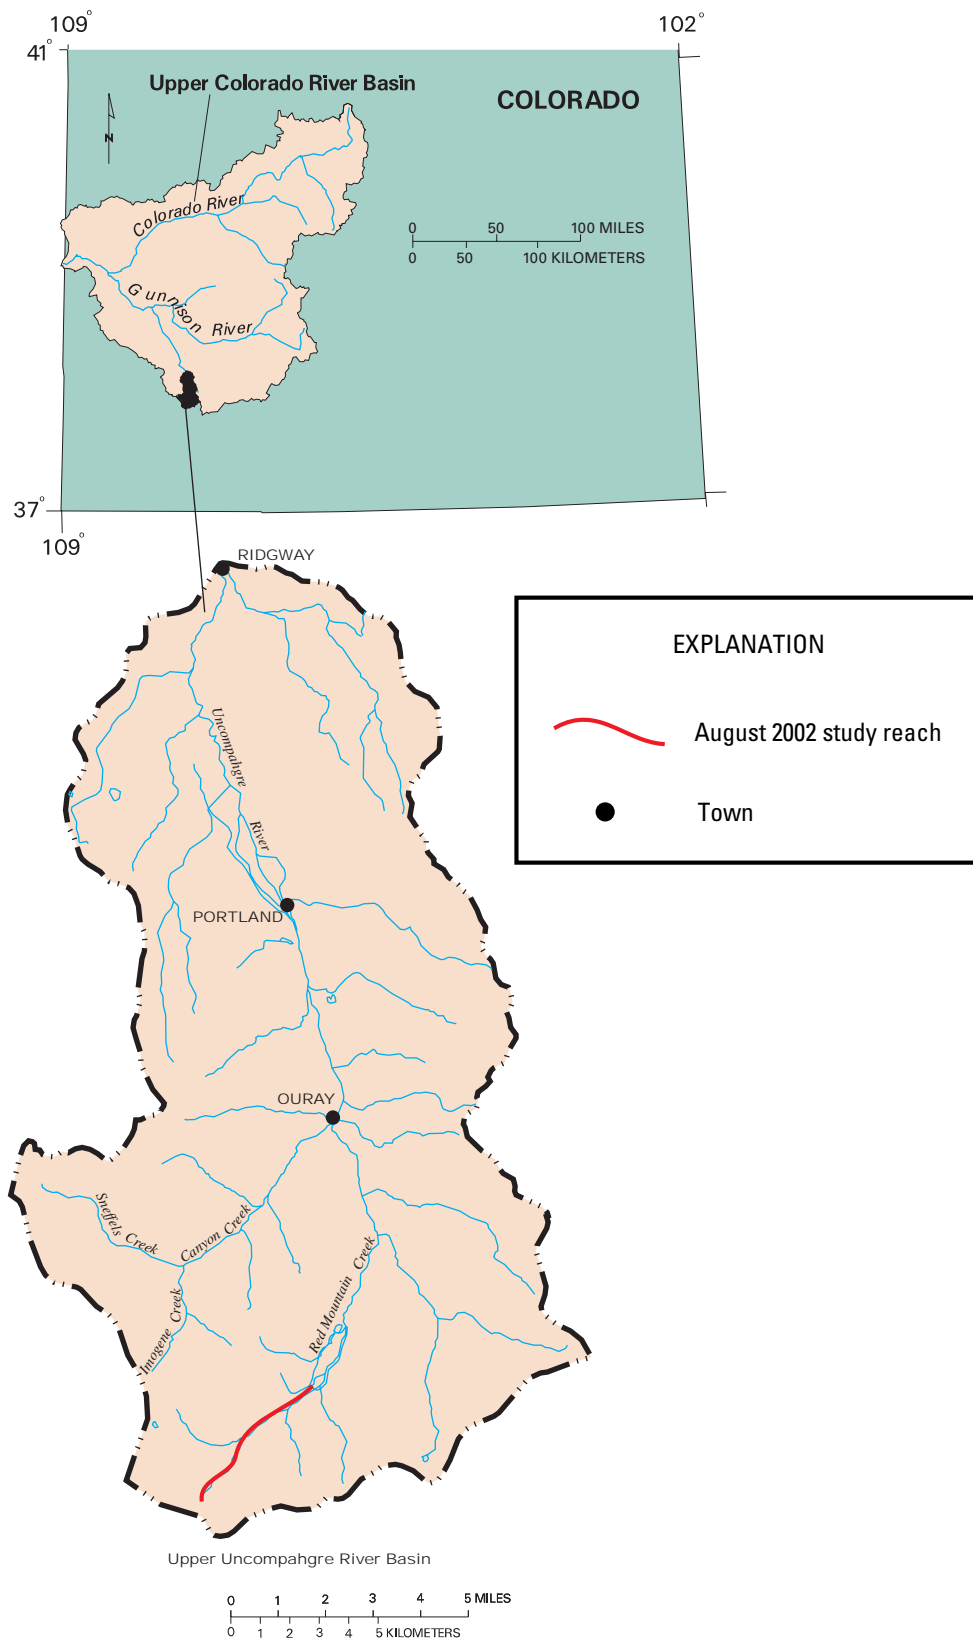 109°
102°
41°
Upper Colorado River Basin
COLORADO
N
Colorado River
0 50 100 MILES
0 50 100 KILOMETERS
Gunnison River
37°
109°
RIDGWAY
EXPLANATION
August 2002 study reach
Town
Uncompahgre River
PORTLAND
OURAY
Sneffels Creek
Canyon Creek
Imogene Creek
Red Mountain Creek
Upper Uncompahgre River Basin
0 1 2 3 4 5 MILES
0 1 2 3 4 5 KILOMETERS